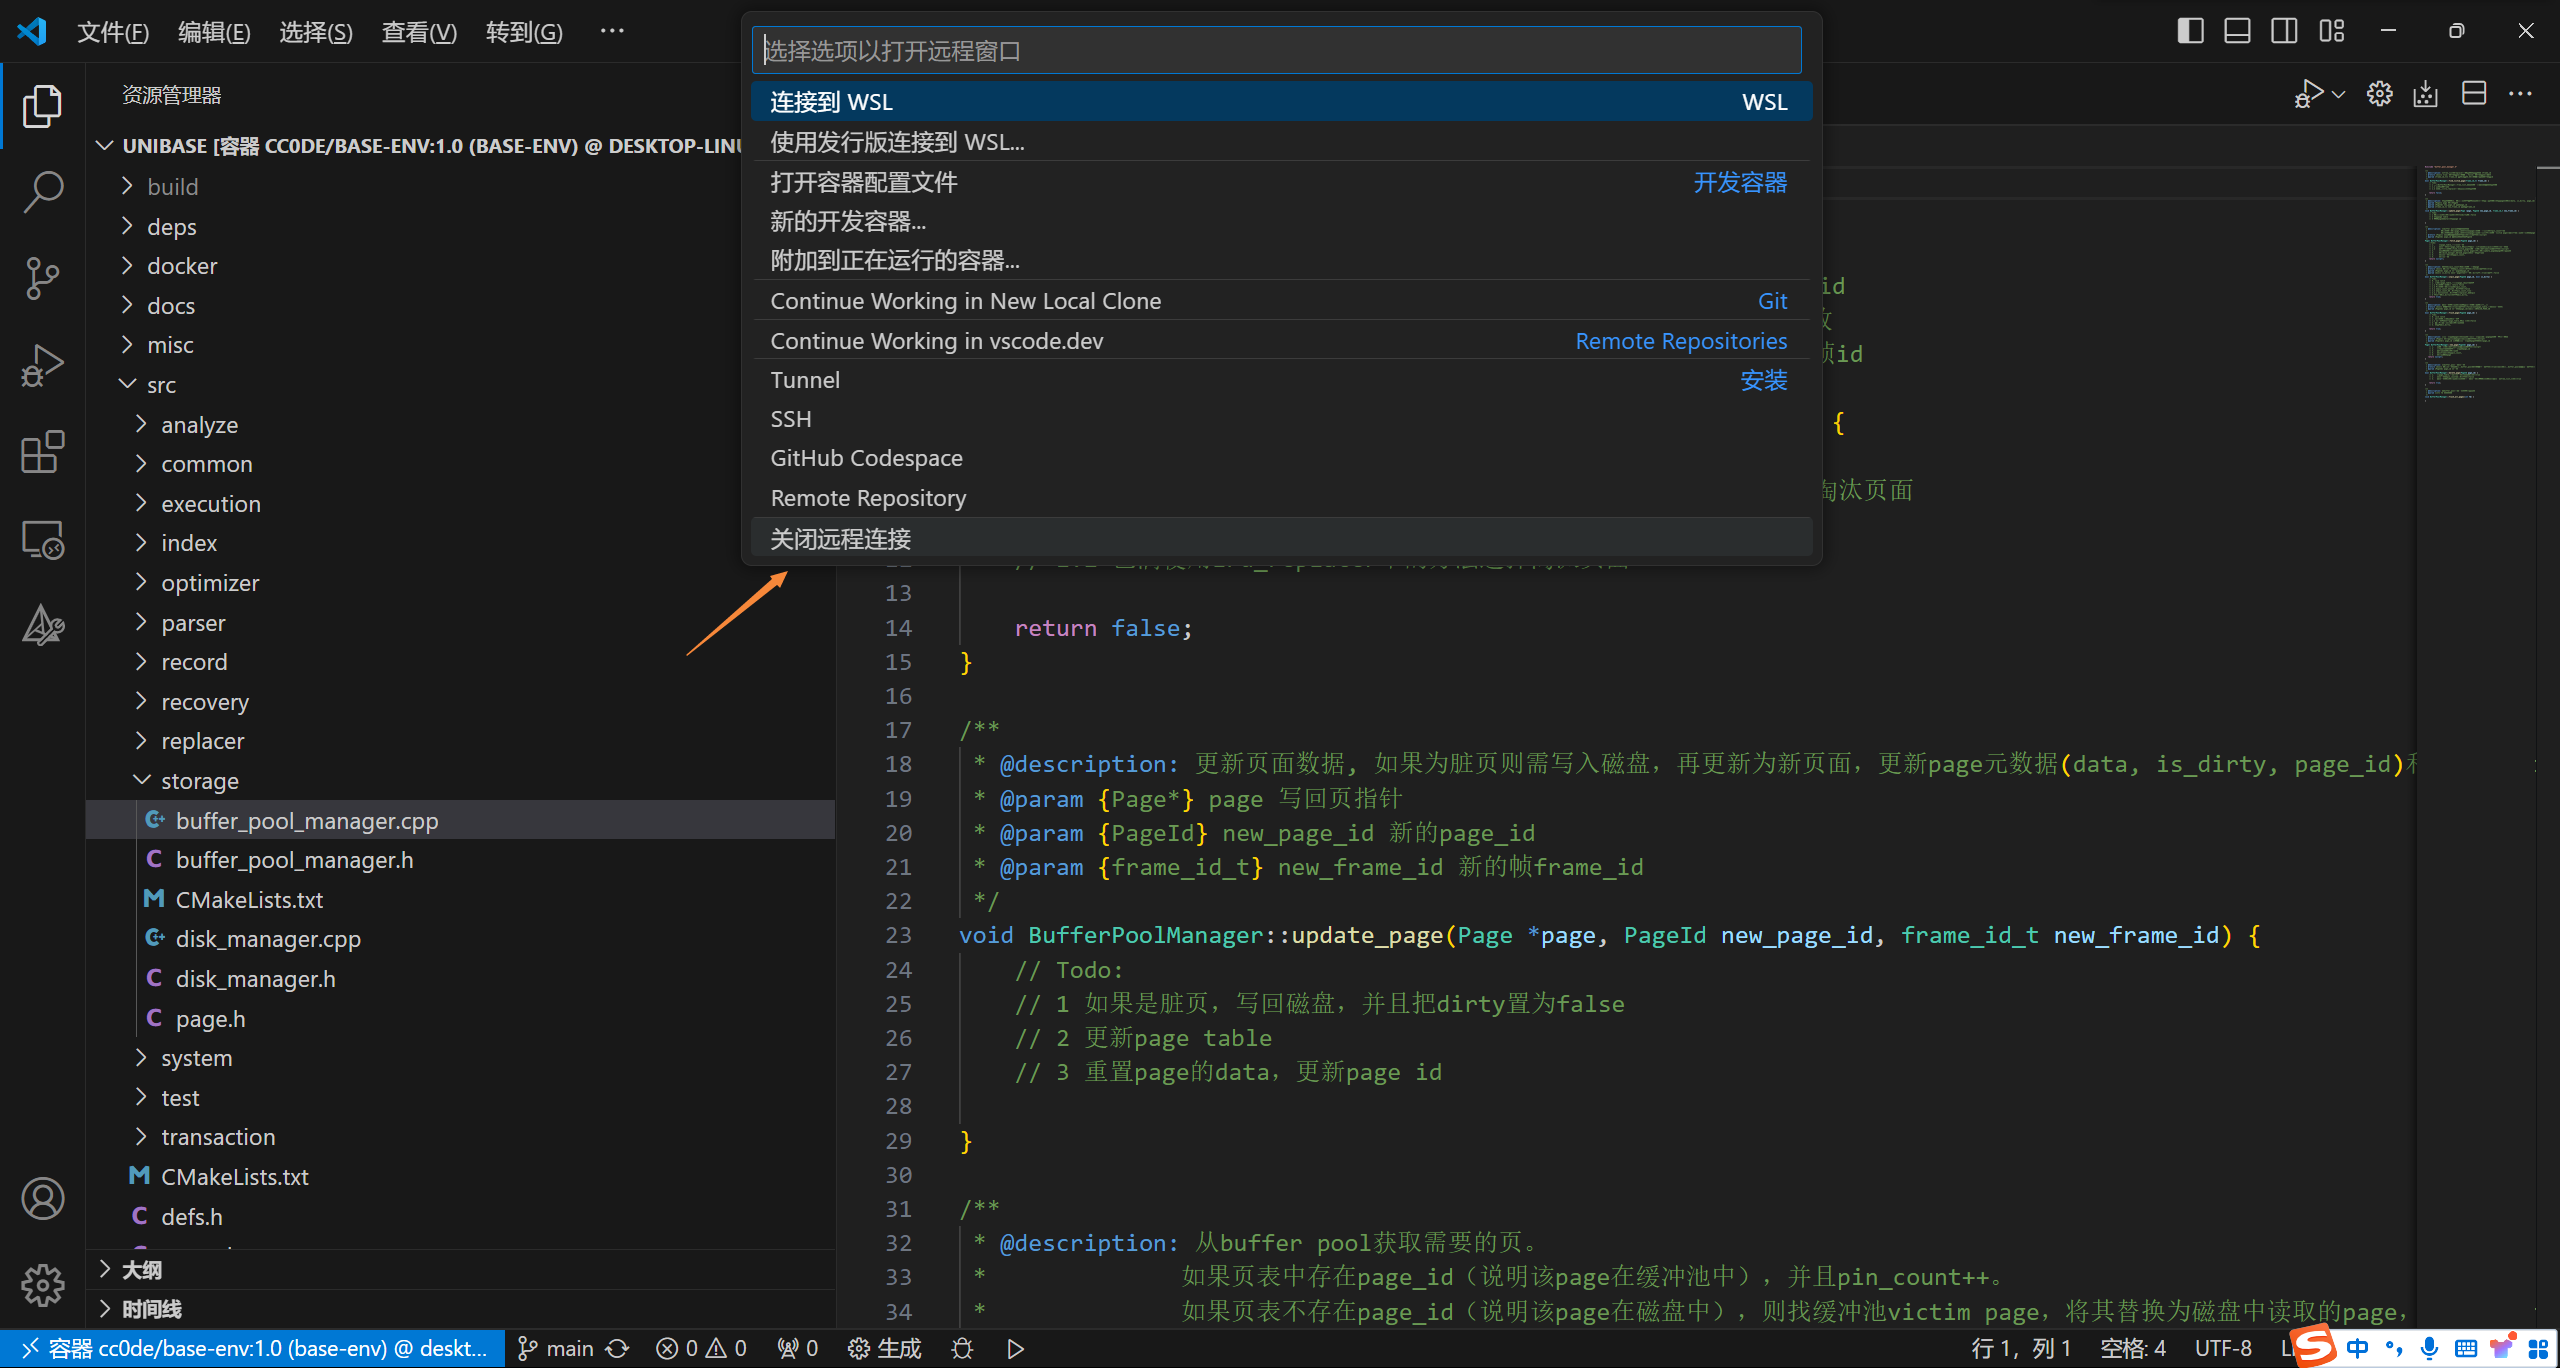 文件(F) 编辑(E) 选择(S) 查看(V) 转到(G) ···
选择选项以打开远程窗口
连接到 WSL WSL
使用发行版连接到 WSL...
打开容器配置文件 开发容器
新的开发容器...
附加到正在运行的容器...
Continue Working in New Local Clone Git
Continue Working in vscode.dev Remote Repositories
Tunnel 安装
SSH
GitHub Codespace
Remote Repository
关闭远程连接
资源管理器
UNIBASE [容器 CC0DE/BASE-ENV:1.0 (BASE-ENV) @ DESKTOP-LINU
build
deps
docker
docs
misc
src
analyze
common
execution
index
optimizer
parser
record
recovery
replacer
storage
buffer_pool_manager.cpp
buffer_pool_manager.h
CMakeLists.txt
disk_manager.cpp
disk_manager.h
page.h
system
test
transaction
CMakeLists.txt
defs.h
大纲
时间线
id
帧id
{
淘汰页面
13
14 return false;
15 }
16
17 /**
18 * @description: 更新页面数据, 如果为脏页则需写入磁盘，再更新为新页面，更新page元数据(data, is_dirty, page_id)
19 * @param {Page*} page 写回页指针
20 * @param {PageId} new_page_id 新的page_id
21 * @param {frame_id_t} new_frame_id 新的帧frame_id
22 */
23 void BufferPoolManager::update_page(Page *page, PageId new_page_id, frame_id_t new_frame_id) {
24 // Todo:
25 // 1 如果是脏页，写回磁盘，并且把dirty置为false
26 // 2 更新page table
27 // 3 重置page的data，更新page id
28
29 }
30
31 /**
32 * @description: 从buffer pool获取需要的页。
33 * 如果页表中存在page_id（说明该page在缓冲池中），并且pin_count++。
34 * 如果页表不存在page_id（说明该page在磁盘中），则找缓冲池victim page，将其替换为磁盘中读取的page，
容器 cc0de/base-env:1.0 (base-env) @ deskt... main 0 0 0 生成 行 1，列 1 空格: 4 UTF-8 中